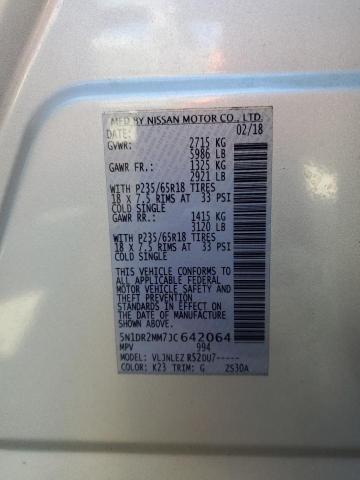 MFD BY NISSAN MOTOR CO., LTD.
DATE: 02/18
GVWR: 2715 KG
5986 LB
GAWR FR.: 1325 KG
2921 LB
WITH P235/65R18 TIRES
18 X 7.5 RIMS AT 33 PSI
COLD SINGLE
GAWR RR.: 1415 KG
3120 LB
WITH P235/65R18 TIRES
18 X 7.5 RIMS AT 33 PSI
COLD SINGLE
THIS VEHICLE CONFORMS TO
ALL APPLICABLE FEDERAL
MOTOR VEHICLE SAFETY AND
THEFT PREVENTION
STANDARDS IN EFFECT ON THE
DATE OF MANUFACTURE
SHOWN ABOVE.
5N1DR2MM7JC642064
MPV 994
MODEL: VLJNLEZ R52DU7-----
COLOR: K23 TRIM: G 2S30A